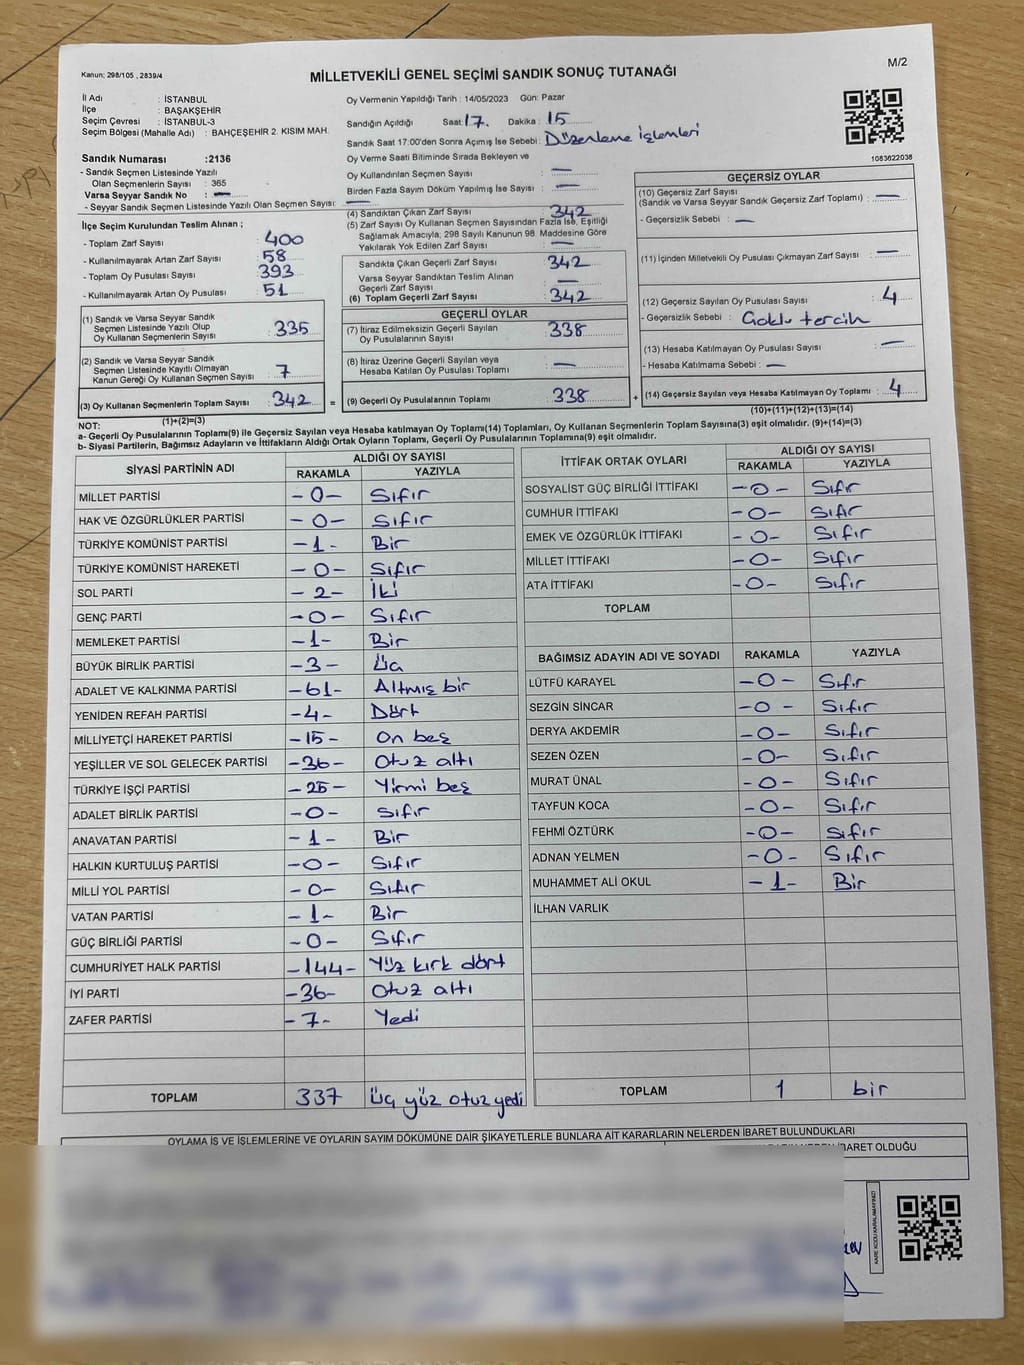 M/2
Kanun: 298/105 , 2839/4
MİLLETVEKİLİ GENEL SEÇİMİ SANDIK SONUÇ TUTANAĞI
İl Adı : İSTANBUL
İlçe : BAŞAKŞEHİR
Seçim Çevresi : İSTANBUL-3
Seçim Bölgesi (Mahalle Adı) : BAHÇEŞEHİR 2. KISIM MAH.
Sandık Numarası :2136
- Sandık Seçmen Listesinde Yazılı
Olan Seçmenlerin Sayısı : 365
Varsa Seyyar Sandık No : —
- Seyyar Sandık Seçmen Listesinde Yazılı Olan Seçmen Sayısı: —
İlçe Seçim Kurulundan Teslim Alınan ;
- Toplam Zarf Sayısı : 400
- Kullanılmayarak Artan Zarf Sayısı : 58
- Toplam Oy Pusulası Sayısı : 393
- Kullanılmayarak Artan Oy Pusulası : 51
(1) Sandık ve Varsa Seyyar Sandık
Seçmen Listesinde Yazılı Olup
Oy Kullanan Seçmenlerin Sayısı : 335
(2) Sandık ve Varsa Seyyar Sandık
Seçmen Listesinde Kayıtlı Olmayan
Kanun Gereği Oy Kullanan Seçmen Sayısı : 7
(3) Oy Kullanan Seçmenlerin Toplam Sayısı : 342
(1)+(2)=(3)
Oy Vermenin Yapıldığı Tarih : 14/05/2023 Gün: Pazar
Sandığın Açıldığı Saat: 17. Dakika : 15
Sandık Saat 17:00'den Sonra Açımış İse Sebebi: Düzenleme işlemleri
Oy Verme Saati Bitiminde Sırada Bekleyen ve
Oy Kullandırılan Seçmen Sayısı : —
Birden Fazla Sayım Döküm Yapılmış İse Sayısı : —
(4) Sandıktan Çıkan Zarf Sayısı : 342
(5) Zarf Sayısı Oy Kullanan Seçmen Sayısından Fazla İse, Eşitliği
Sağlamak Amacıyla, 298 Sayılı Kanunun 98. Maddesine Göre
Yakılarak Yok Edilen Zarf Sayısı : —
Sandıkta Çıkan Geçerli Zarf Sayısı : 342
Varsa Seyyar Sandıktan Teslim Alınan
Geçerli Zarf Sayısı : —
(6) Toplam Geçerli Zarf Sayısı : 342
GEÇERLİ OYLAR
(7) İtiraz Edilmeksizin Geçerli Sayılan
Oy Pusulalarının Sayısı : 338
(8) İtiraz Üzerine Geçerli Sayılan veya
Hesaba Katılan Oy Pusulası Toplamı : —
= (9) Geçerli Oy Pusulalarının Toplamı : 338
1083622038
GEÇERSİZ OYLAR
(10) Geçersiz Zarf Sayısı
(Sandık ve Varsa Seyyar Sandık Geçersiz Zarf Toplamı) : —
- Geçersizlik Sebebi : —
(11) İçinden Milletvekili Oy Pusulası Çıkmayan Zarf Sayısı : —
(12) Geçersiz Sayılan Oy Pusulası Sayısı : 4
- Geçersizlik Sebebi : Çoklu tercih
(13) Hesaba Katılmayan Oy Pusulası Sayısı : —
- Hesaba Katılmama Sebebi : —
+ (14) Geçersiz Sayılan veya Hesaba Katılmayan Oy Toplamı : 4
(10)+(11)+(12)+(13)=(14)
NOT:
a- Geçerli Oy Pusulalarının Toplamı(9) ile Geçersiz Sayılan veya Hesaba katılmayan Oy Toplamı(14) Toplamları, Oy Kullanan Seçmenlerin Toplam Sayısına(3) eşit olmalıdır. (9)+(14)=(3)
b- Siyasi Partilerin, Bağımsız Adayların ve İttifakların Aldığı Ortak Oyların Toplamı, Geçerli Oy Pusulalarının Toplamına(9) eşit olmalıdır.
SİYASİ PARTİNİN ADI ALDIĞI OY SAYISI
RAKAMLA YAZIYLA
MİLLET PARTİSİ -0- Sıfır
HAK VE ÖZGÜRLÜKLER PARTİSİ -0- Sıfır
TÜRKİYE KOMÜNİST PARTİSİ -1- Bir
TÜRKİYE KOMÜNİST HAREKETİ -0- Sıfır
SOL PARTİ -2- İki
GENÇ PARTİ -0- Sıfır
MEMLEKET PARTİSİ -1- Bir
BÜYÜK BİRLİK PARTİSİ -3- Üç
ADALET VE KALKINMA PARTİSİ -61- Altmış bir
YENİDEN REFAH PARTİSİ -4- Dört
MİLLİYETÇİ HAREKET PARTİSİ -15- On beş
YEŞİLLER VE SOL GELECEK PARTİSİ -36- Otuz altı
TÜRKİYE İŞÇİ PARTİSİ -25- Yirmi beş
ADALET BİRLİK PARTİSİ -0- Sıfır
ANAVATAN PARTİSİ -1- Bir
HALKIN KURTULUŞ PARTİSİ -0- Sıfır
MİLLİ YOL PARTİSİ -0- Sıfır
VATAN PARTİSİ -1- Bir
GÜÇ BİRLİĞİ PARTİSİ -0- Sıfır
CUMHURİYET HALK PARTİSİ -144- Yüz kırk dört
İYİ PARTİ -36- Otuz altı
ZAFER PARTİSİ -7- Yedi
TOPLAM 337 üç yüz otuz yedi
İTTİFAK ORTAK OYLARI ALDIĞI OY SAYISI
RAKAMLA YAZIYLA
SOSYALİST GÜÇ BİRLİĞİ İTTİFAKI -0- Sıfır
CUMHUR İTTİFAKI -0- Sıfır
EMEK VE ÖZGÜRLÜK İTTİFAKI -0- Sıfır
MİLLET İTTİFAKI -0- Sıfır
ATA İTTİFAKI -0- Sıfır
TOPLAM
BAĞIMSIZ ADAYIN ADI VE SOYADI RAKAMLA YAZIYLA
LÜTFÜ KARAYEL -0- Sıfır
SEZGİN SİNCAR -0- Sıfır
DERYA AKDEMİR -0- Sıfır
SEZEN ÖZEN -0- Sıfır
MURAT ÜNAL -0- Sıfır
TAYFUN KOCA -0- Sıfır
FEHMİ ÖZTÜRK -0- Sıfır
ADNAN YELMEN -0- Sıfır
MUHAMMET ALİ OKUL -1- Bir
İLHAN VARLIK
TOPLAM 1 bir
OYLAMA İŞ VE İŞLEMLERİNE VE OYLARIN SAYIM DÖKÜMÜNE DAİR ŞİKAYETLERLE BUNLARA AİT KARARLARIN NELERDEN İBARET BULUNDUKLARI
İBARET OLDUĞU
KARE KODU KARALAMAYINIZ!